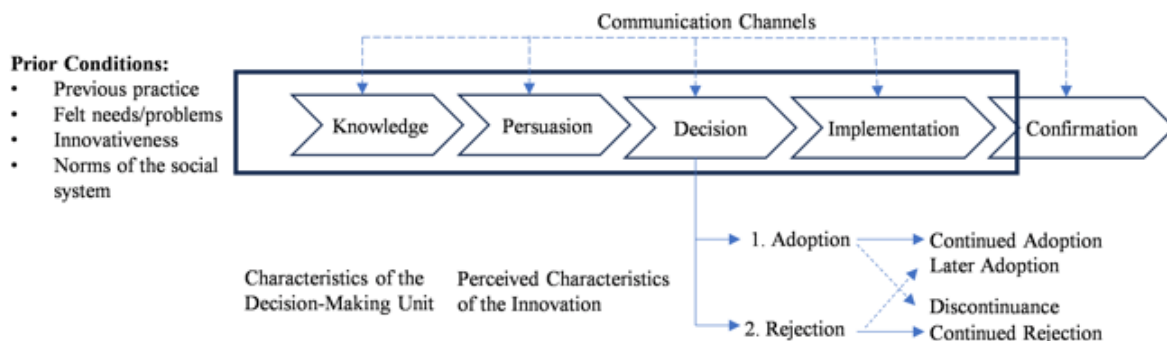 Communication Channels
Prior Conditions:
• Previous practice
• Felt needs/problems
• Innovativeness
• Norms of the social
system
Knowledge
Persuasion
Decision
Implementation
Confirmation
1. Adoption
Continued Adoption
Later Adoption
Characteristics of the
Decision-Making Unit
Perceived Characteristics
of the Innovation
Discontinuance
2. Rejection
Continued Rejection